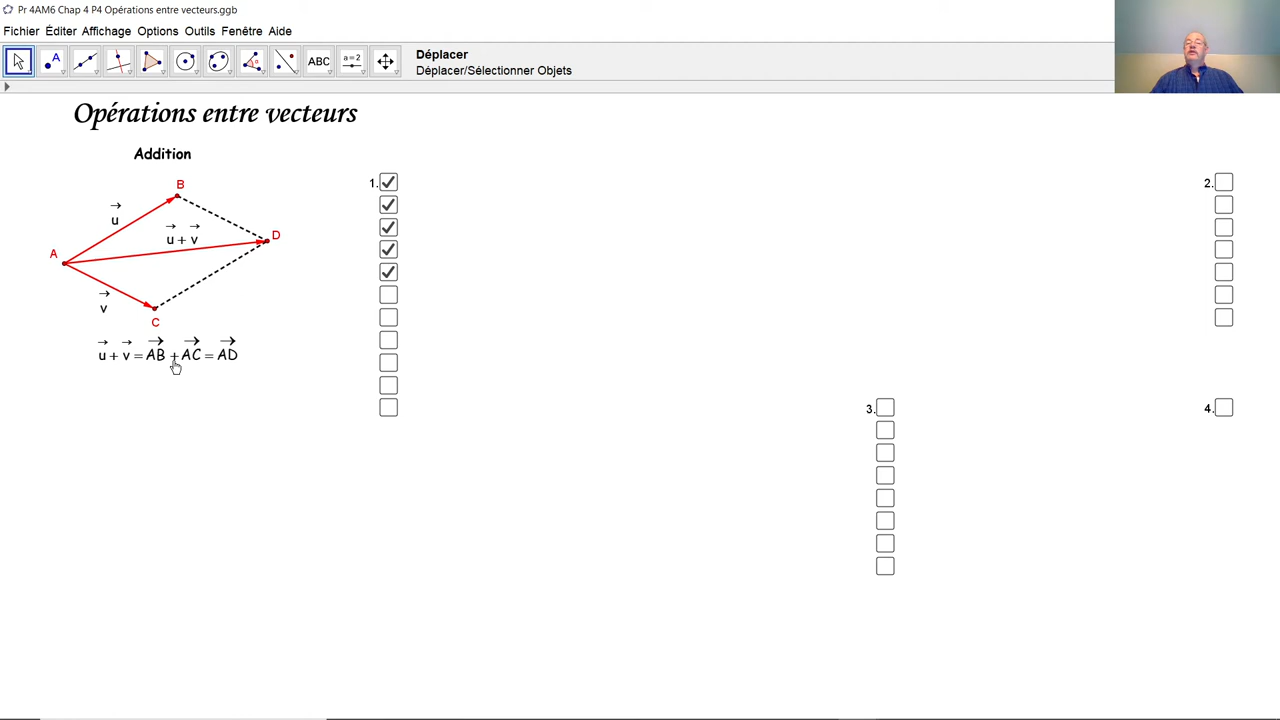 Pr 4AM6 Chap 4 P4 Opérations entre vecteurs.ggb
Fichier Éditer Affichage Options Outils Fenêtre Aide
A ABC a=2
Déplacer
Déplacer/Sélectionner Objets
Opérations entre vecteurs
Addition
1.
2.
B
u
u + v
D
A
v
C
u + v = AB + AC = AD
3.
4.